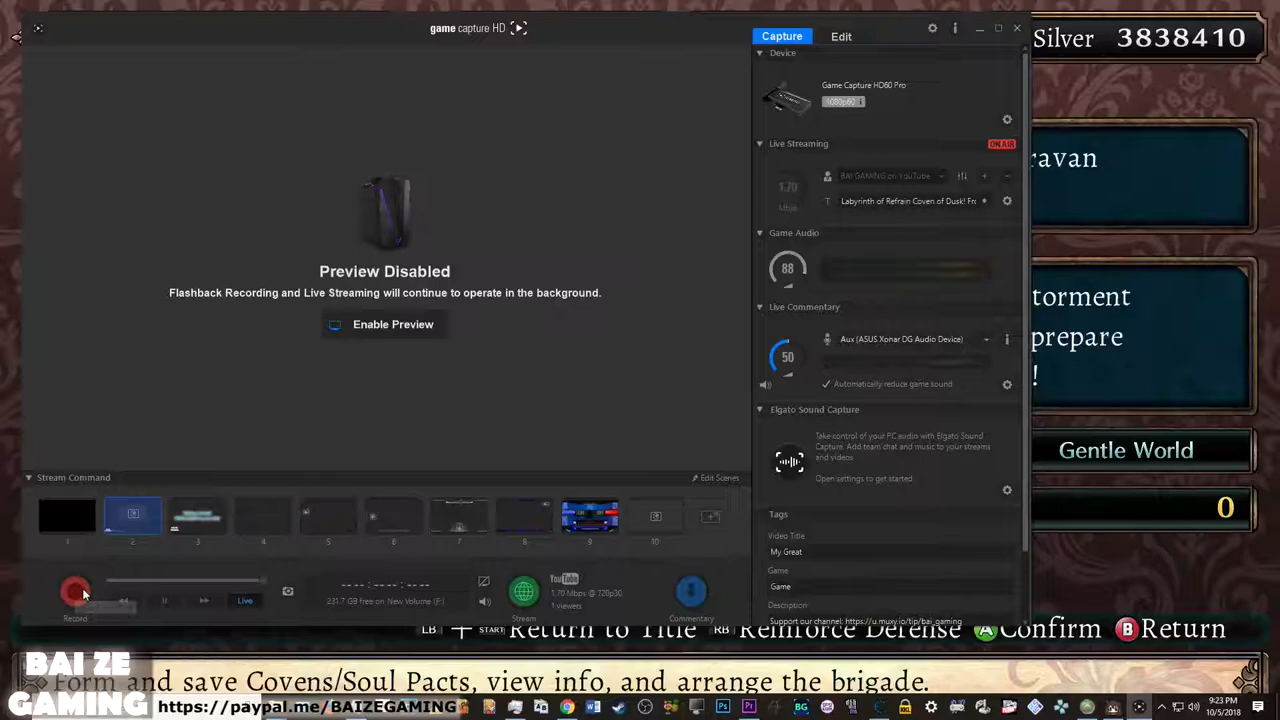 game capture HD
Capture Edit
Silver 3838410
Device
Game Capture HD60 Pro
1080p60
ravan
Live Streaming ON AIR
1.70
Mbps
BAI GAMING on YouTube
Labyrinth of Refrain Coven of Dusk! Fr
Game Audio
88
Preview Disabled
Flashback Recording and Live Streaming will continue to operate in the background.
Enable Preview
torment
prepare
!
Live Commentary
Aux (ASUS Xonar DG Audio Device)
50
Automatically reduce game sound
Elgato Sound Capture
Take control of your PC audio with Elgato Sound
Capture. Add team chat and music to your streams
and videos
Open settings to get started
Gentle World
0
Stream Command Edit Scenes
1 2 3 4 5 6 7 8 9 10
Tags
Video Title
My Great
Game
Game
Description
Support our channel: https://u.muxy.io/tip/bai_gaming
Live
231.7 GB free on New Volume (F:)
YouTube
1.70 Mbps @ 720p30
1 viewers
Record Stream Commentary
LB + START Return to Title RB Reinforce Defense A Confirm B Return
BAI ZE
GAMING
Form and save Covens/Soul Pacts, view info, and arrange the brigade.
https://paypal.me/BAIZEGAMING
9:23 PM
10/5/2018